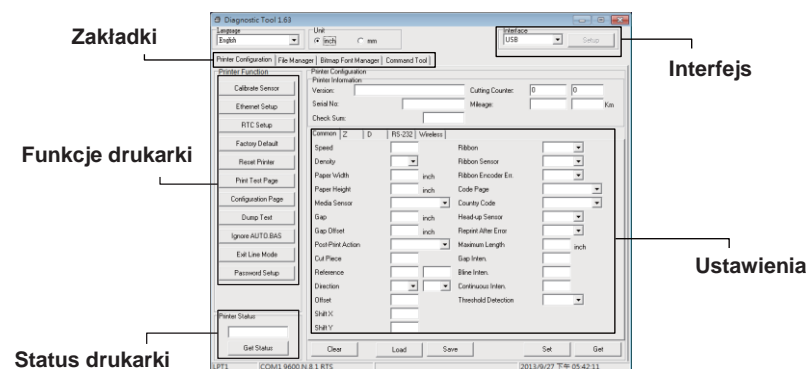 Diagnostic Tool 1.63
Language
English
Unit
inch
mm
Interface
USB
Setup
Zakładki
Interfejs
Printer Configuration
File Manager
Bitmap Font Manager
Command Tool
Printer Function
Calibrate Sensor
Ethernet Setup
RTC Setup
Factory Default
Reset Printer
Print Test Page
Configuration Page
Dump Text
Ignore AUTO.BAS
Exit Line Mode
Password Setup
Funkcje drukarki
Printer Configuration
Printer Information
Version:
Cutting Counter:
0
0
Serial No:
Mileage:
Km
Check Sum:
Common
Z
D
RS-232
Wireless
Speed
Ribbon
Density
Ribbon Sensor
Paper Width
inch
Ribbon Encoder Err.
Paper Height
inch
Code Page
Media Sensor
Country Code
Gap
inch
Head-up Sensor
Gap Offset
inch
Reprint After Error
Post-Print Action
Maximum Length
inch
Cut Piece
Gap Inten.
Reference
Bline Inten.
Direction
Continuous Inten.
Offset
Threshold Detection
Shift X
Shift Y
Ustawienia
Printer Status
Get Status
Status drukarki
Clear
Load
Save
Set
Get
LPT1
COM1 9600,N,8,1 RTS
2013/9/27 下午 05:42:11